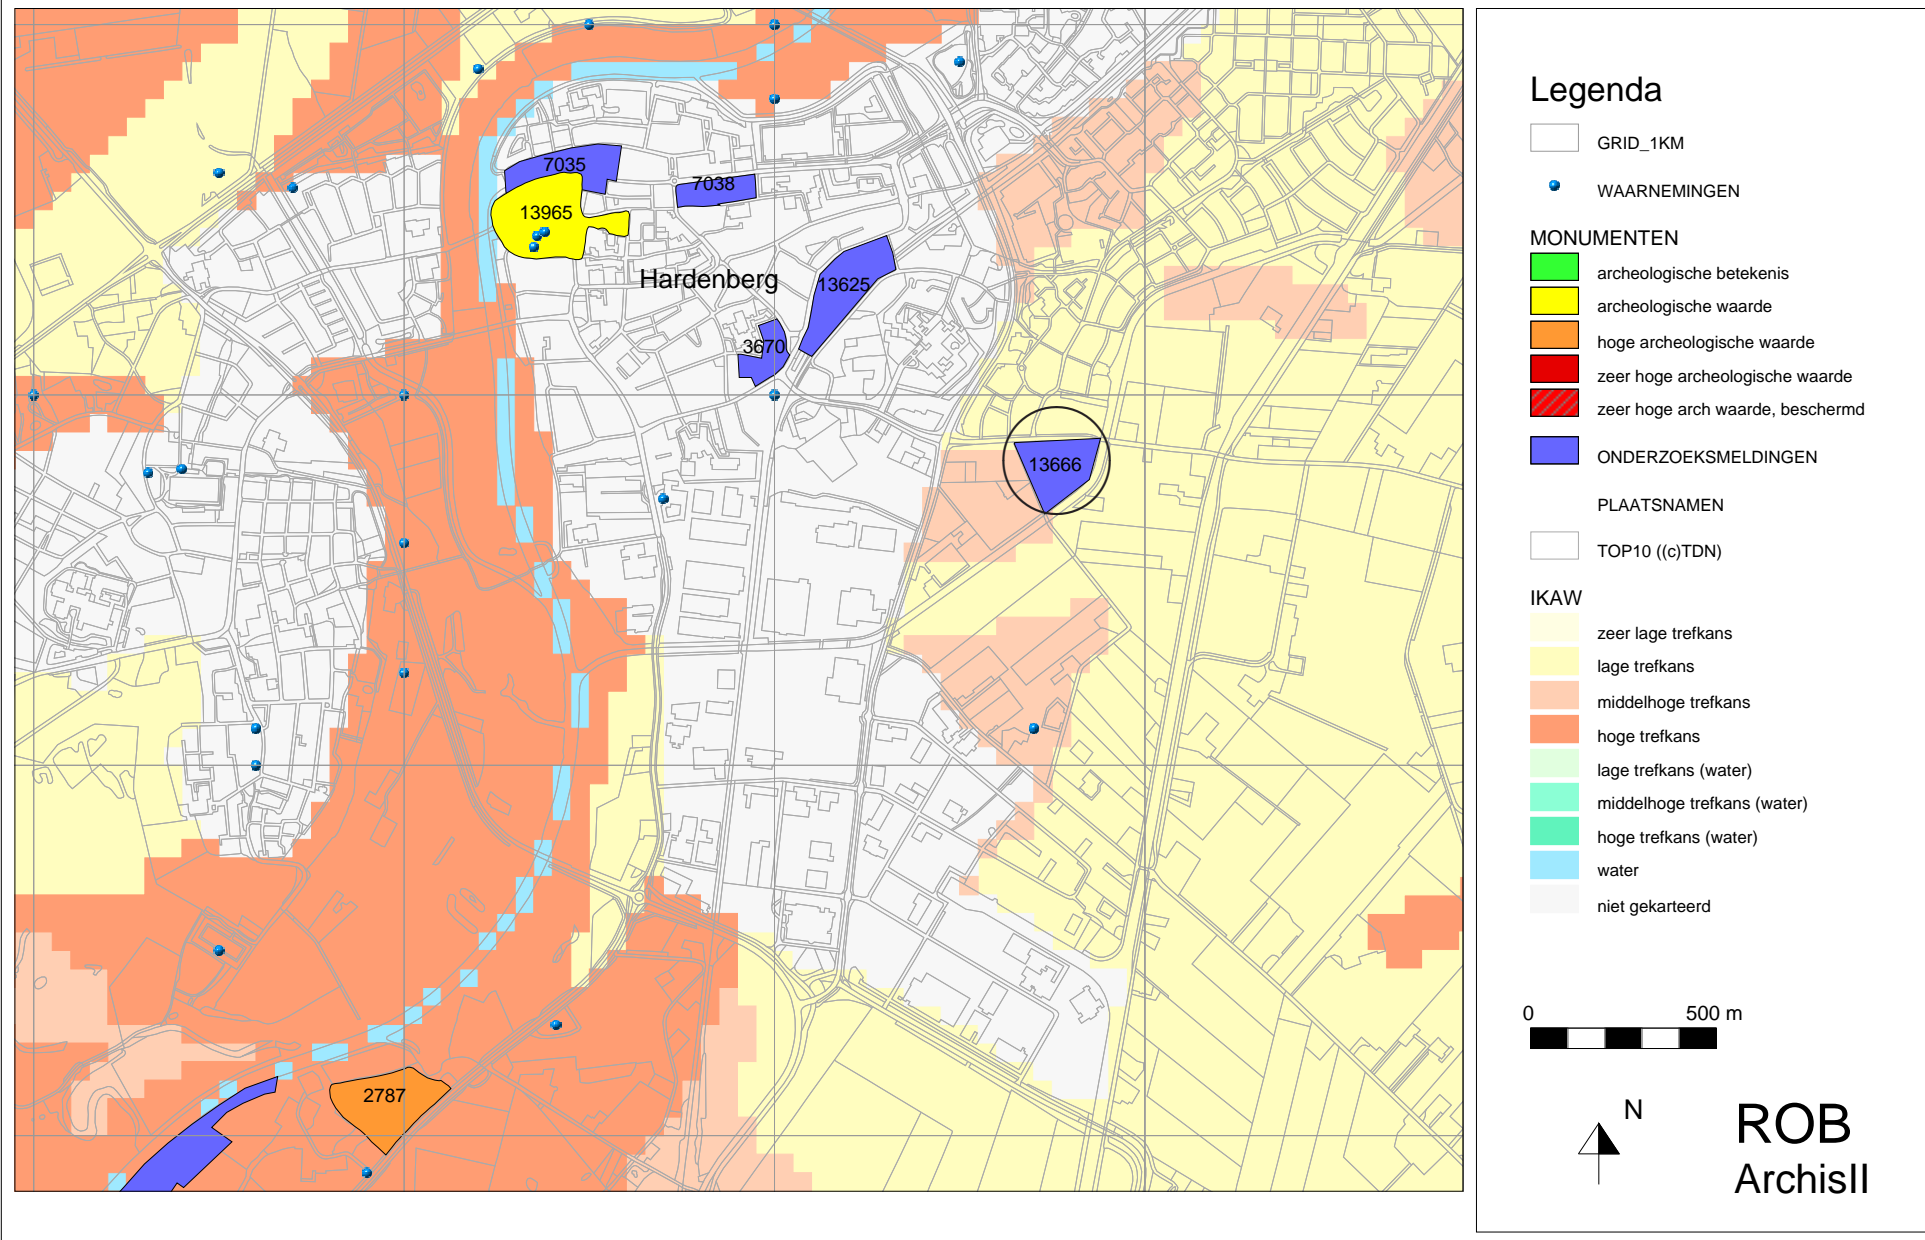 7035
7038
13965
Hardenberg
13625
3670
13666
2787
Legenda
GRID_1KM
WAARNEMINGEN
MONUMENTEN
archeologische betekenis
archeologische waarde
hoge archeologische waarde
zeer hoge archeologische waarde
zeer hoge arch waarde, beschermd
ONDERZOEKSMELDINGEN
PLAATSNAMEN
TOP10 ((c)TDN)
IKAW
zeer lage trefkans
lage trefkans
middelhoge trefkans
hoge trefkans
lage trefkans (water)
middelhoge trefkans (water)
hoge trefkans (water)
water
niet gekarteerd
0 500 m
N
ROB
ArchisII